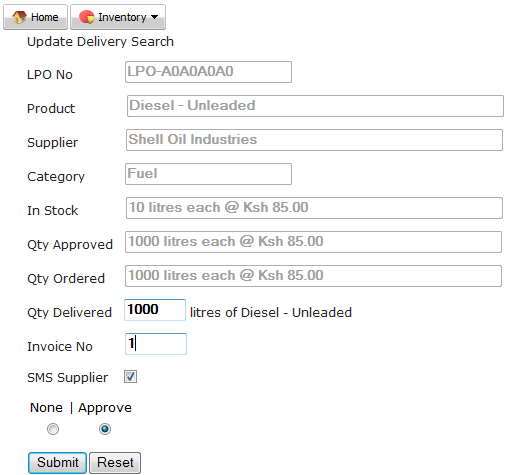 Home Inventory
Update Delivery Search
LPO No LPO-A0A0A0A0
Product Diesel - Unleaded
Supplier Shell Oil Industries
Category Fuel
In Stock 10 litres each @ Ksh 85.00
Qty Approved 1000 litres each @ Ksh 85.00
Qty Ordered 1000 litres each @ Ksh 85.00
Qty Delivered 1000 litres of Diesel - Unleaded
Invoice No 1
SMS Supplier
None | Approve
Submit Reset